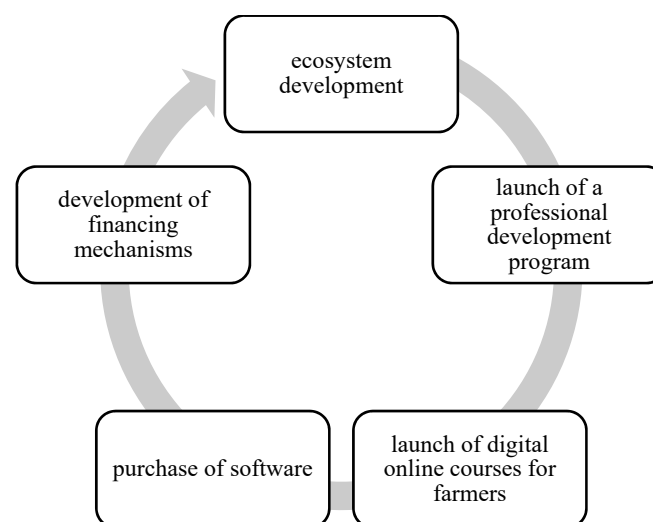 ecosystem
development
launch of a
professional
development
program
launch of digital
online courses for
farmers
purchase of software
development of
financing
mechanisms